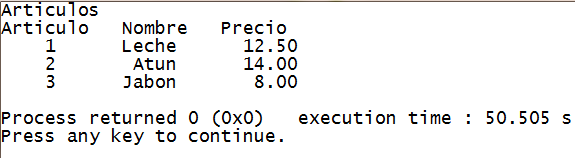 Articulos
Articulo   Nombre   Precio
    1      Leche      12.50
    2       Atun      14.00
    3      Jabon       8.00
Process returned 0 (0x0)   execution time : 50.505 s
Press any key to continue.